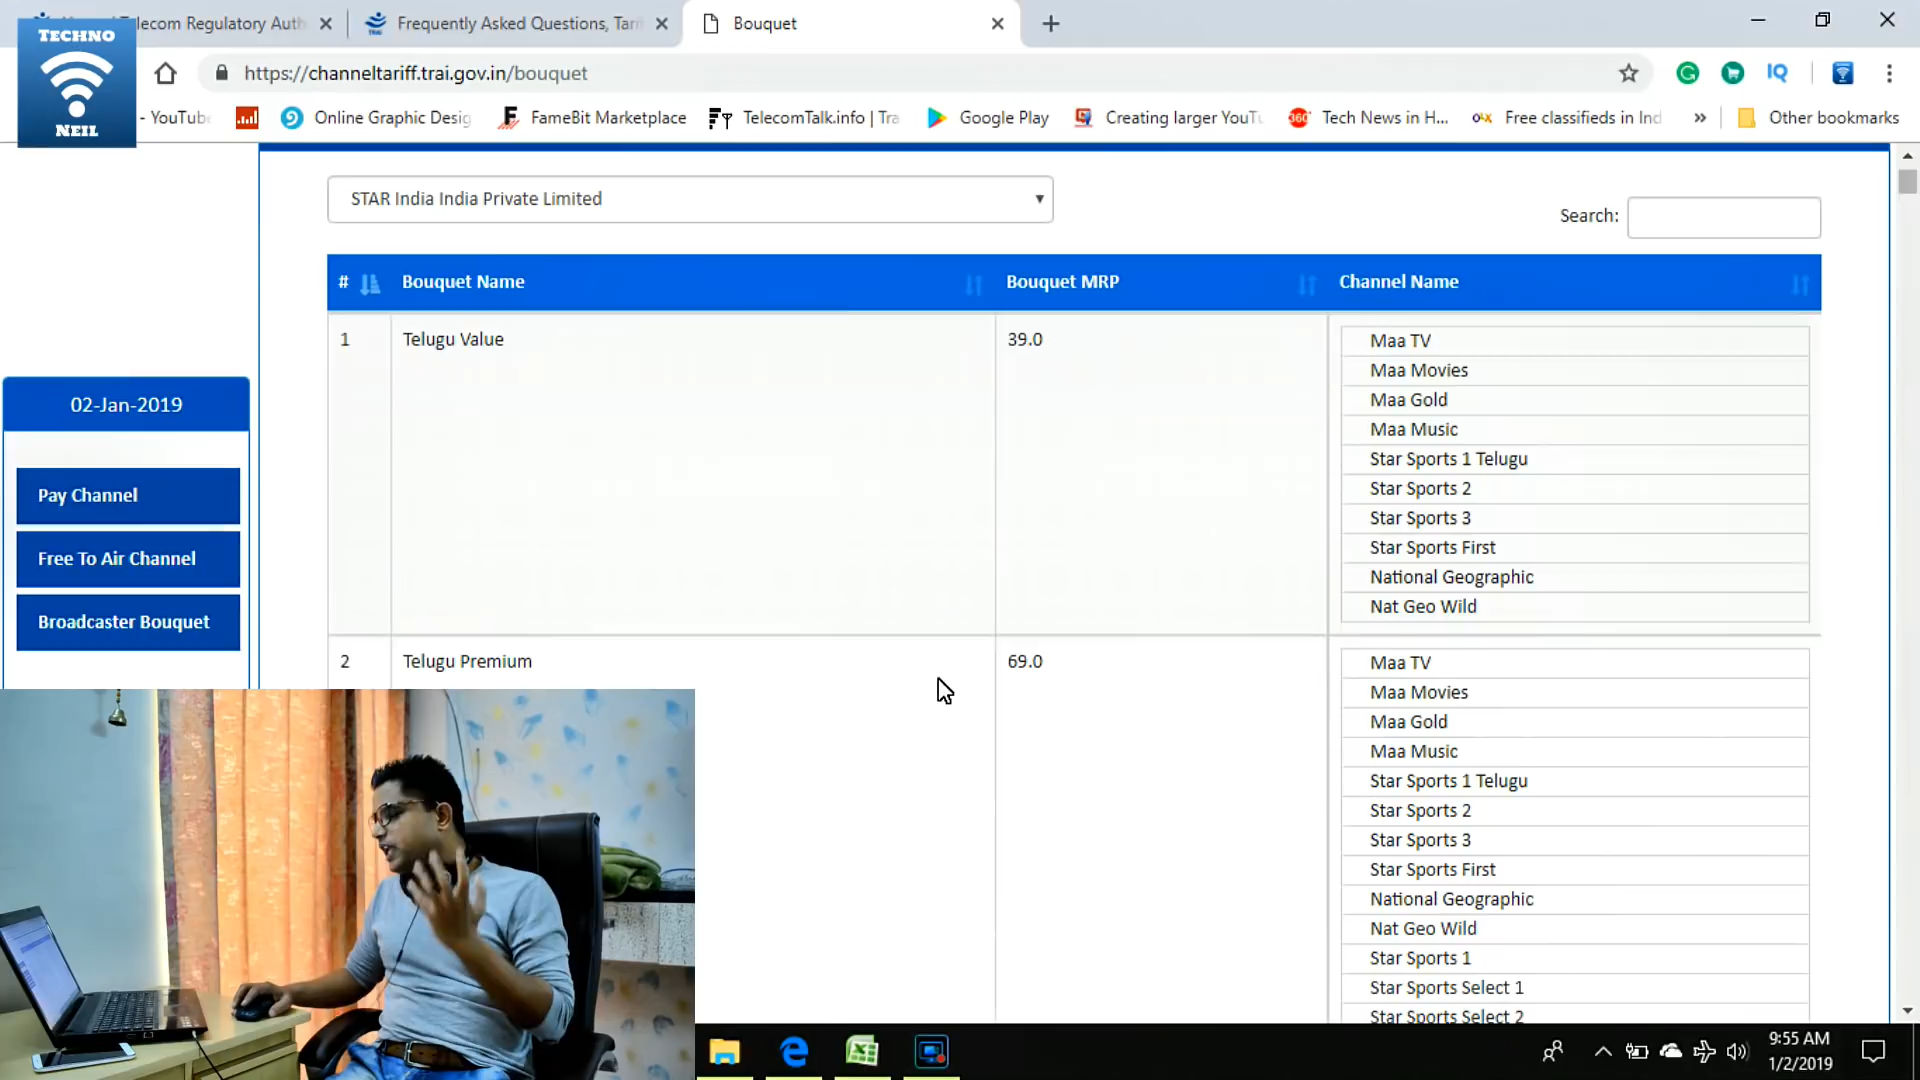 TECHNO
NEIL
elecom Regulatory Auth
Frequently Asked Questions, Tari
Bouquet
https://channeltariff.trai.gov.in/bouquet
IQ
- YouTube
Online Graphic Desig
FameBit Marketplace
TelecomTalk.info | Tra
Google Play
Creating larger YouTu
Tech News in H...
Free classifieds in Ind
Other bookmarks
STAR India India Private Limited
Search:
# Bouquet Name Bouquet MRP Channel Name
1 Telugu Value 39.0 Maa TV
Maa Movies
Maa Gold
Maa Music
Star Sports 1 Telugu
Star Sports 2
Star Sports 3
Star Sports First
National Geographic
Nat Geo Wild
2 Telugu Premium 69.0 Maa TV
Maa Movies
Maa Gold
Maa Music
Star Sports 1 Telugu
Star Sports 2
Star Sports 3
Star Sports First
National Geographic
Nat Geo Wild
Star Sports 1
Star Sports Select 1
Star Sports Select 2
02-Jan-2019
Pay Channel
Free To Air Channel
Broadcaster Bouquet
9:55 AM
1/2/2019